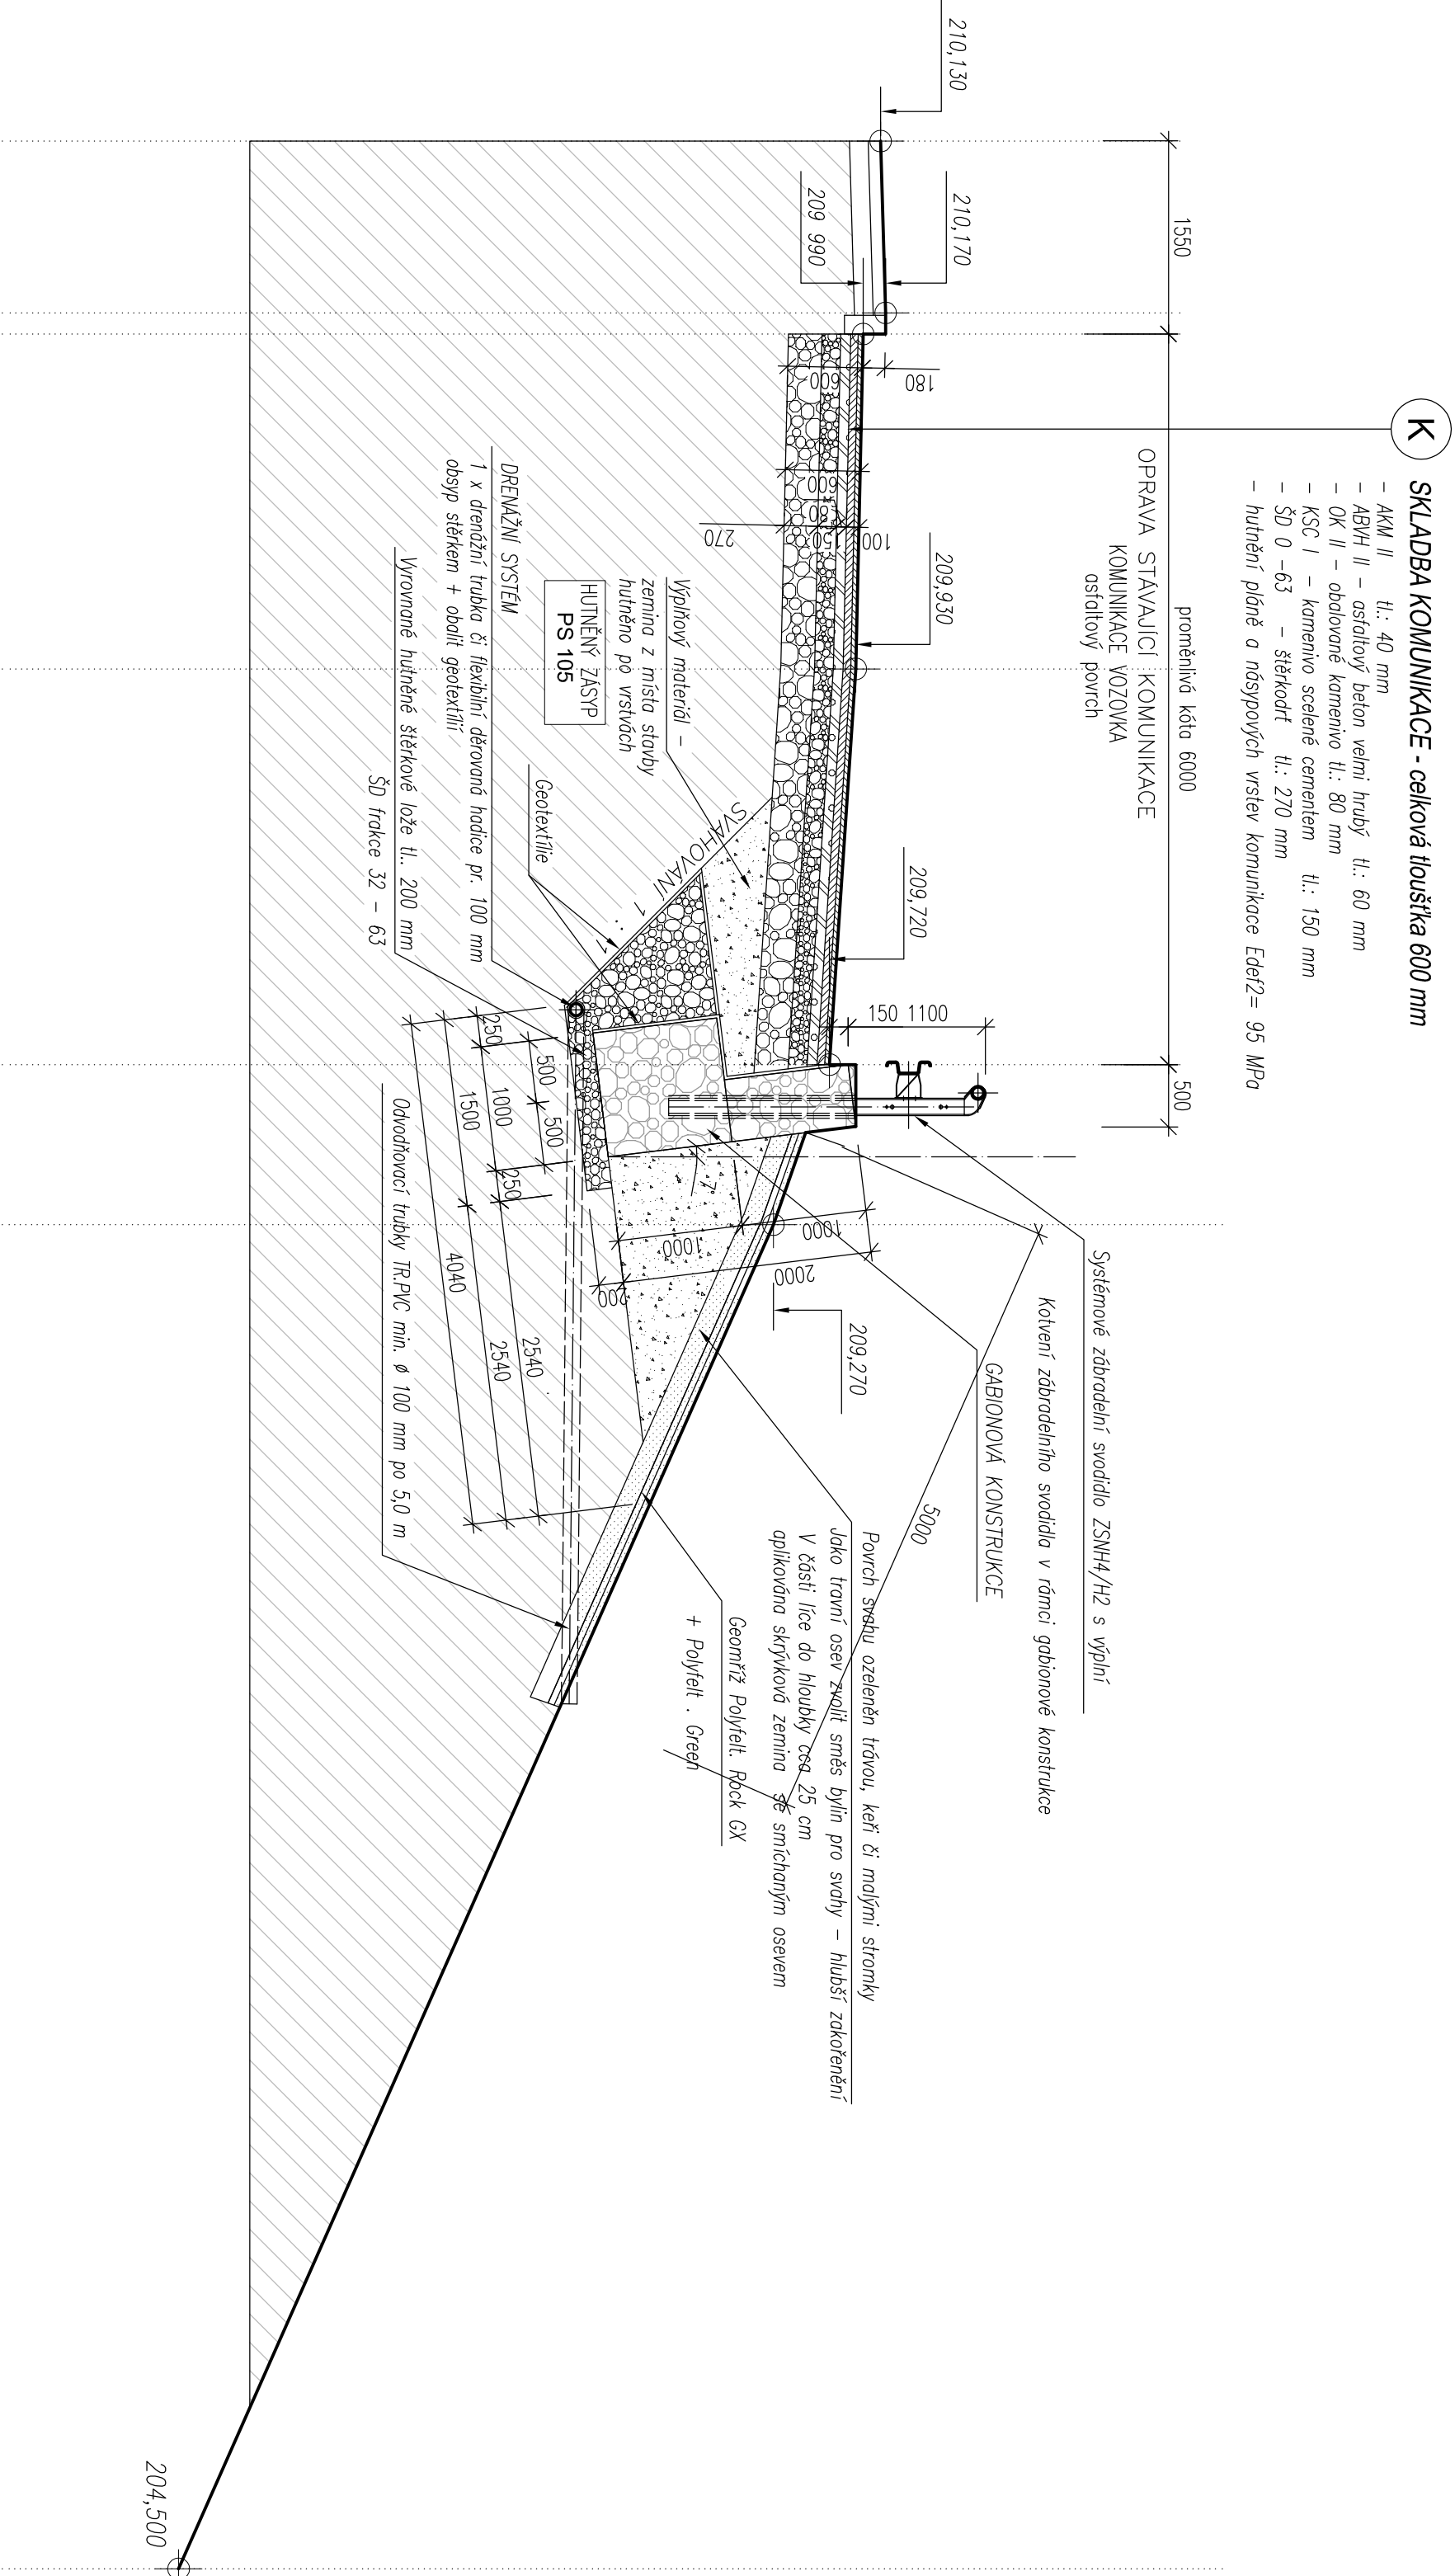 K
SKLADBA KOMUNIKACE - celková tloušťka 600 mm
- AKM II tl.: 40 mm
- ABVH II - asfaltový beton velmi hrubý tl.: 60 mm
- OK II - obalované kamenivo tl.: 80 mm
- KSC I - kamenivo scelené cementem tl.: 150 mm
- ŠD 0 -63 - štěrkodrť tl.: 270 mm
- hutnění pláně a násypových vrstev komunikace Edef2= 95 MPa
1550
proměnlivá kóta 6000
500
OPRAVA STÁVAJÍCÍ KOMUNIKACE
KOMUNIKACE VOZOVKA
asfaltový povrch
210,130
210,170
209 990
209,930
209,720
209,270
204,500
180
600
600
100
80
150
270
150 1100
Systémové zábradelní svodidlo ZSNH4/H2 s výplní
Kotvení zábradelního svodidla v rámci gabionové konstrukce
GABIONOVÁ KONSTRUKCE
5000
Povrch svahu ozeleněn trávou, keři či malými stromky
Jako travní osev zvolit směs bylin pro svahy - hlubší zakořenění
V části líce do hloubky cca 25 cm
aplikována skrývková zemina se smíchaným osevem
Geomříž Polyfelt. Rock GX
+ Polyfelt . Green
Výplňový materiál -
zemina z místa stavby
hutněno po vrstvách
HUTNĚNÝ ZÁSYP
PS 105
SVAHOVÁNÍ 1 : 1
Geotextílie
DRENÁŽNÍ SYSTÉM
1 x drenážní trubka či flexibilní děrovaná hadice pr. 100 mm
obsyp stěrkem + obalit geotextílií
Vyrovnané hutněné štěrkové lože tl.. 200 mm
ŠD frakce 32 - 63
7°
1000
1000
2000
200
500
500
2540
250
1000
250
2540
1500
4040
Odvodňovací trubky TR.PVC min. ø 100 mm po 5,0 m